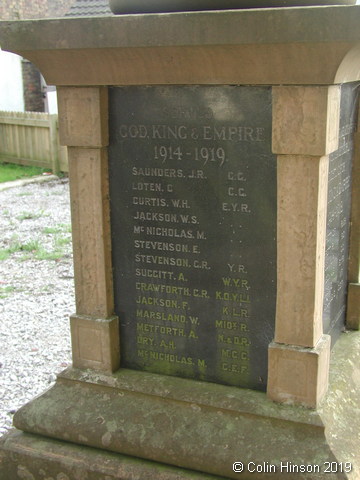 GOD, KING & EMPIRE
1914-1919
SAUNDERS, J.R. G.G.
LOTEN. C G.G.
CURTIS, W.H. E.Y.R.
JACKSON, W.S.
McNICHOLAS, M.
STEVENSON, E.
STEVENSON, G.R. Y.R.
SUGGITT, A. W.Y.R.
CRAWFORTH, C.R. K.O.Y.L.I.
JACKSON, F. K.L.R.
MARSLAND, W. MIDX R.
METFORTH, A. N.&D.R.
DRY, A.H. M.G.C.
McNICHOLAS, M. C.E.F.
©Colin Hinson 2019